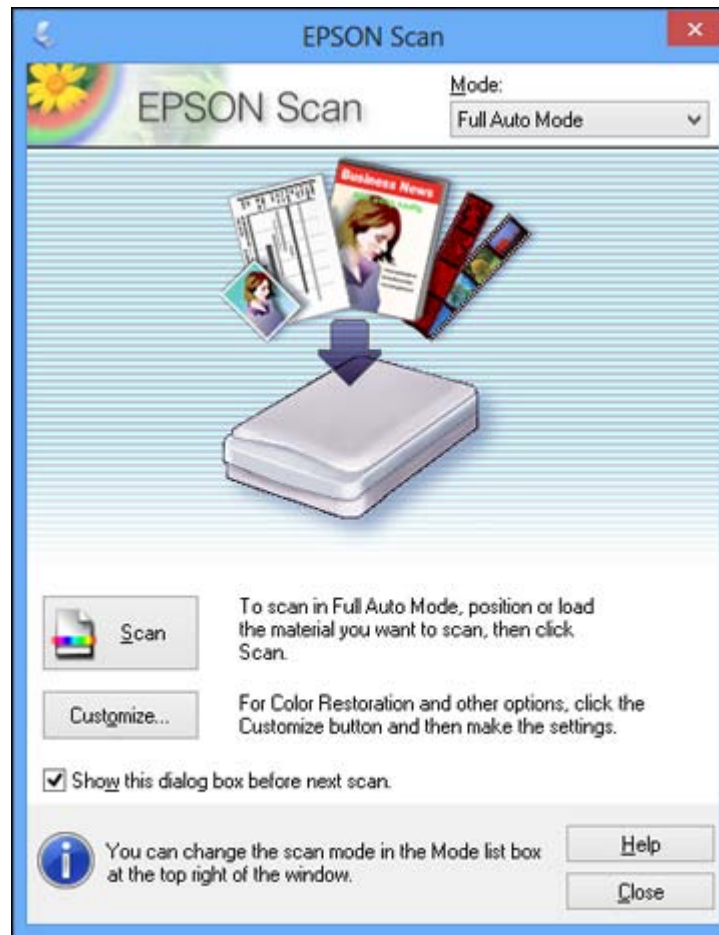 EPSON Scan
EPSON Scan
Mode:
Full Auto Mode
Business News
Scan
To scan in Full Auto Mode, position or load
the material you want to scan, then click
Scan.
Customize...
For Color Restoration and other options, click the
Customize button and then make the settings.
Show this dialog box before next scan.
You can change the scan mode in the Mode list box
at the top right of the window.
Help
Close